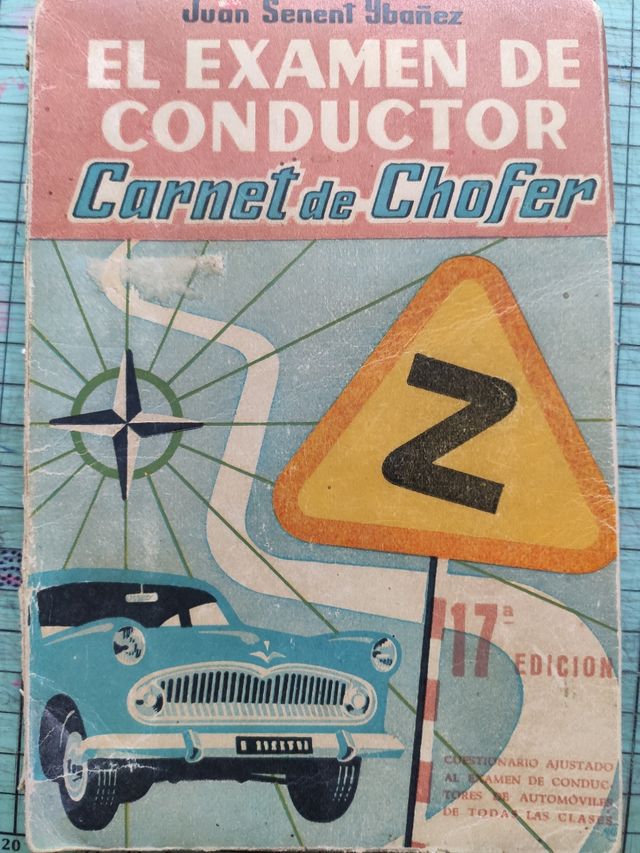 Juan Senent Ybañez
EL EXAMEN DE
CONDUCTOR
Carnet de Chofer
Z
17ª
EDICION
CUESTIONARIO AJUSTADO
AL EXAMEN DE CONDUC-
TORES DE AUTOMÓVILES
DE TODAS LAS CLASES
20